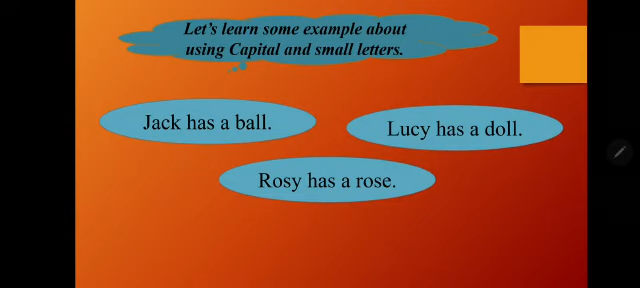 Let's learn some example about
using Capital and small letters.
Jack has a ball.
Lucy has a doll.
Rosy has a rose.